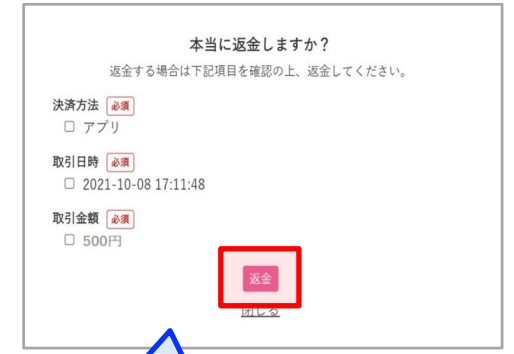 本当に返金しますか？
返金する場合は下記項目を確認の上、返金してください。
決済方法 必須
アプリ
取引日時 必須
2021-10-08 17:11:48
取引金額 必須
500円
返金
閉じる